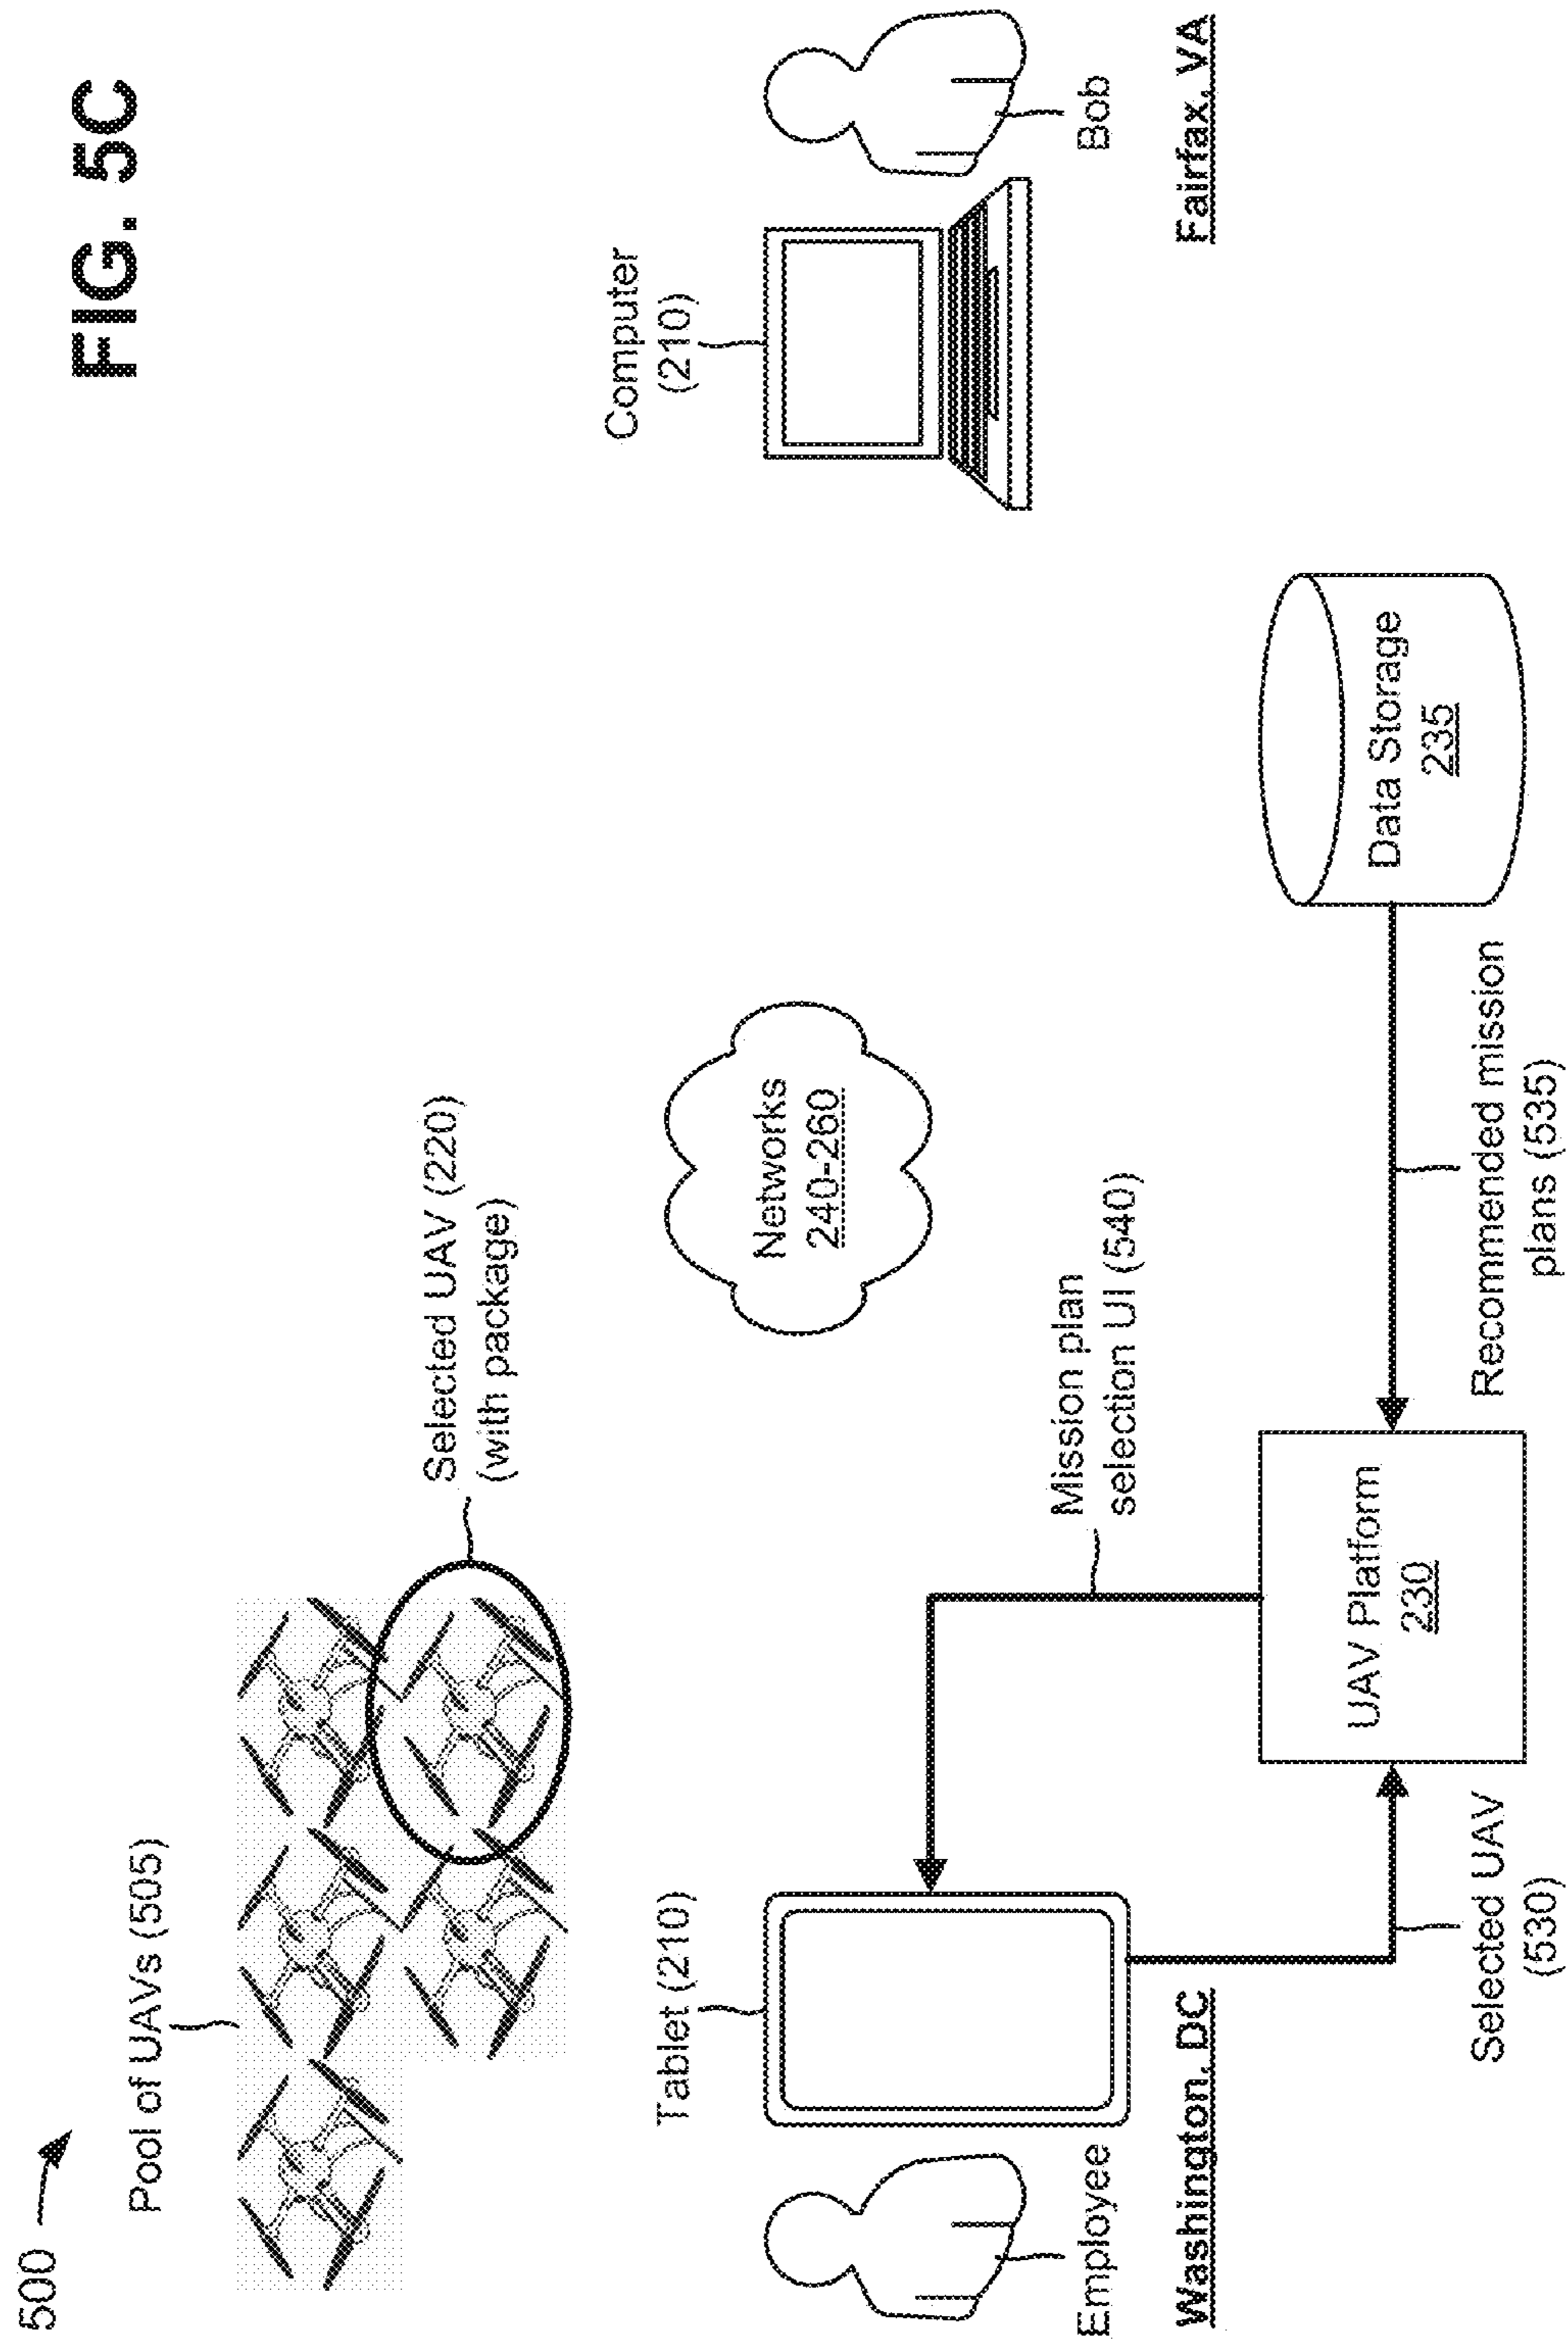 FIG. 5C
500
Pool of UAVs (505)
Selected UAV (220)
(with package)
Tablet (210)
Computer
(210)
Networks
240-260
Employee
Bob
Mission plan
selection UI (540)
Washington, DC
Fairfax, VA
UAV Platform
230
Data Storage
235
Selected UAV
(530)
Recommended mission
plans (535)